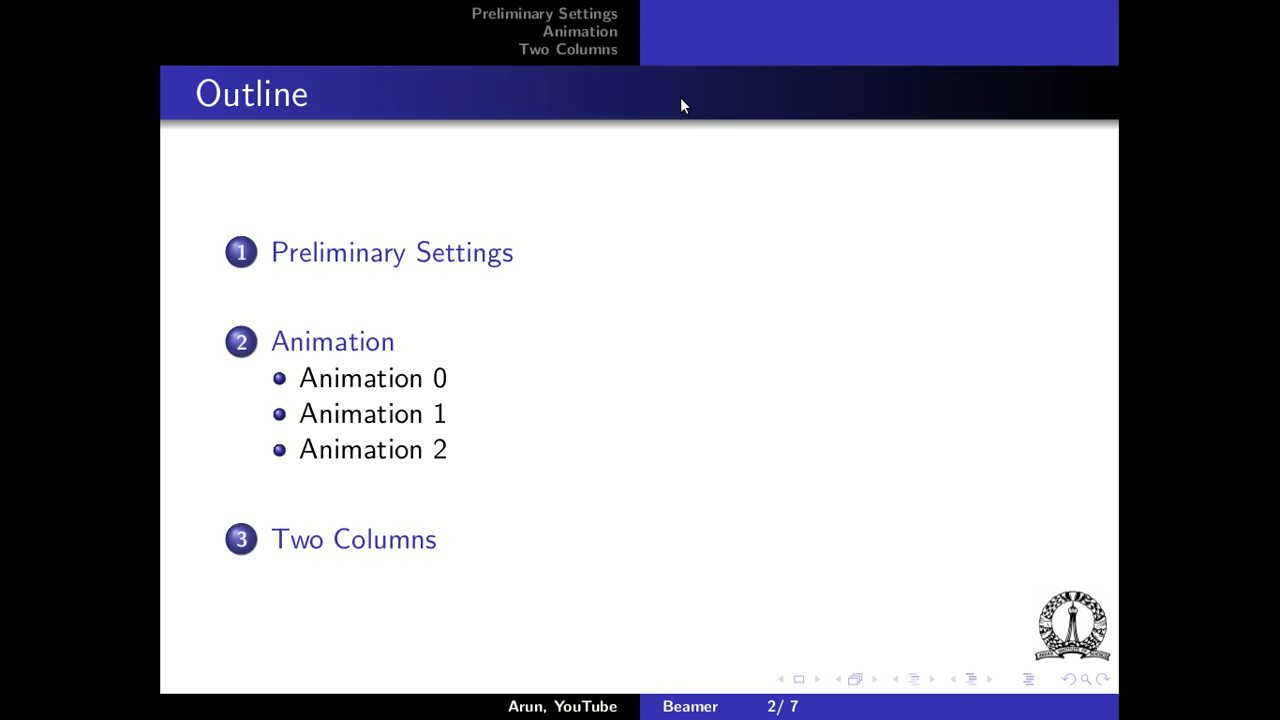 Preliminary Settings
Animation
Two Columns
Outline
1 Preliminary Settings
2 Animation
Animation 0
Animation 1
Animation 2
3 Two Columns
Arun, YouTube Beamer 2/ 7